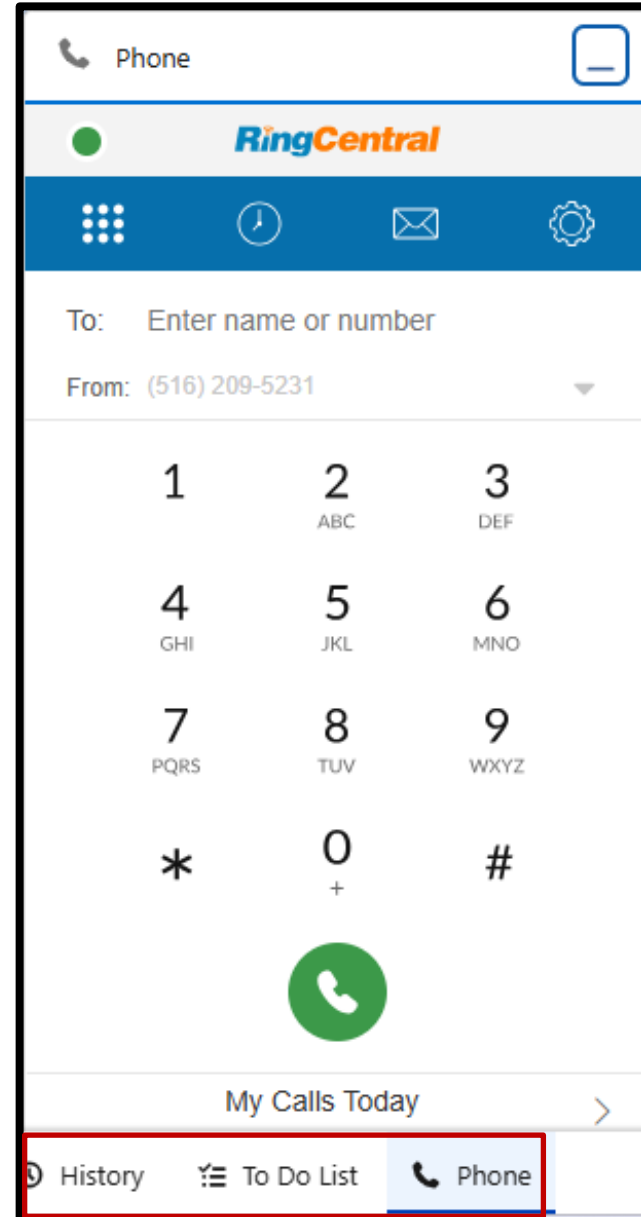 Phone
RingCentral
To: Enter name or number
From: (516) 209-5231
1 2 3
ABC DEF
4 5 6
GHI JKL MNO
7 8 9
PQRS TUV WXYZ
* 0 #
+
My Calls Today
History To Do List Phone